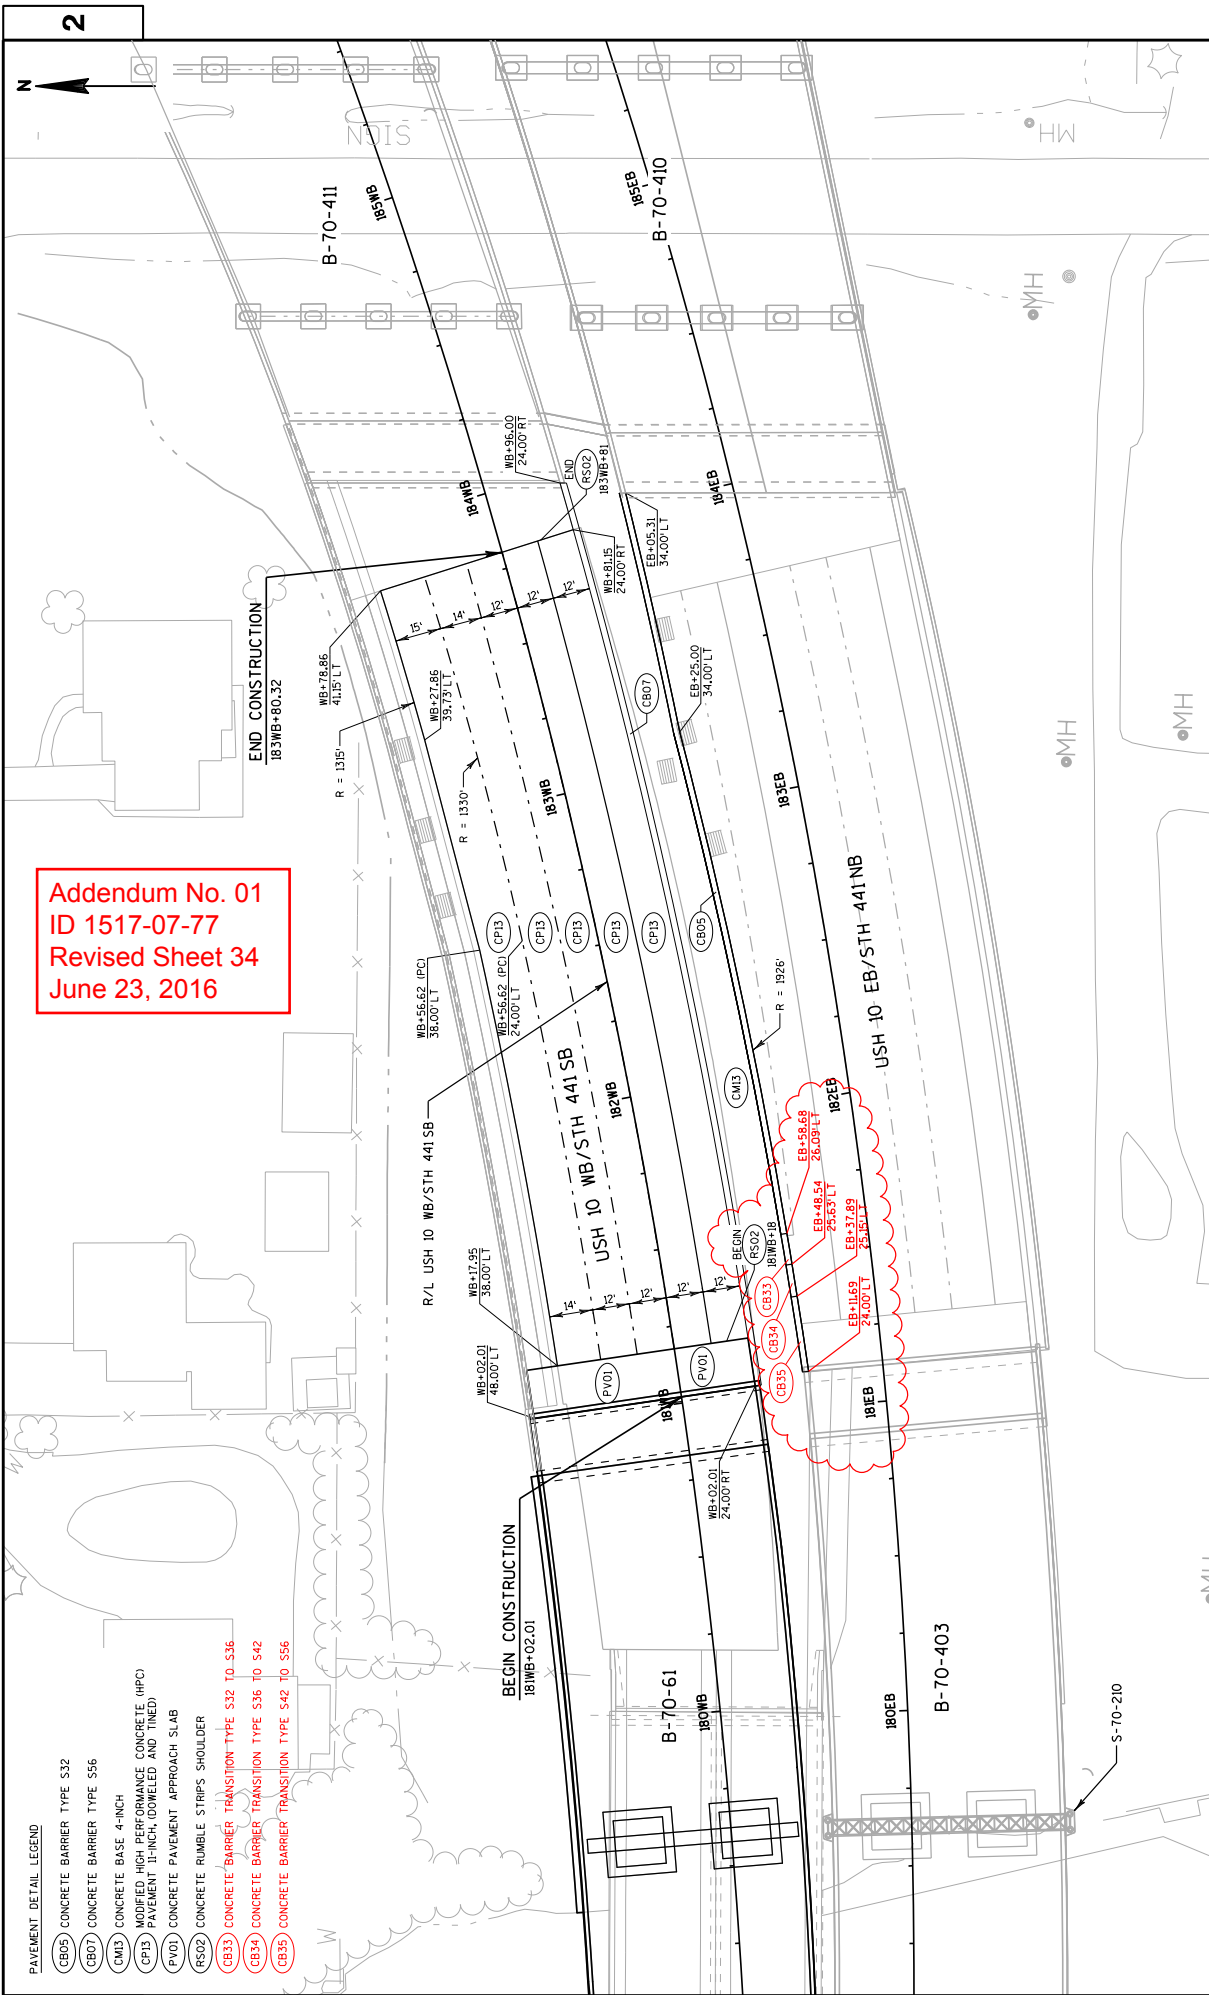 2
N
SIGN
MH
B-70-411
185WB
185EB
B-70-410
MH
WB+96.00
24.00' RT
END
RS02
183WB+81
184WB
184EB
EB+05.31
34.00' LT
WB+81.15
24.00' RT
END CONSTRUCTION
183WB+80.32
15'
14'
12'
12'
12'
WB+78.86
41.15' LT
R = 1315'
WB+27.86
39.73' LT
R = 1330'
CB07
EB+25.00
34.00' LT
MH
MH
183WB
183EB
Addendum No. 01
ID 1517-07-77
Revised Sheet 34
June 23, 2016
CP13
CP13
CP13
CP13
CP13
CB05
WB+56.62 (PC)
38.00' LT
WB+56.62 (PC)
24.00' LT
R = 1926'
USH 10 EB/STH 441 NB
USH 10 WB/STH 441 SB
R/L USH 10 WB/STH 441 SB
CM13
182WB
182EB
EB+58.68
26.09' LT
EB+48.54
25.63' LT
EB+37.89
25.15' LT
EB+11.69
24.00' LT
BEGIN
RS02
181WB+18
CB33
CB34
CB35
WB+17.95
38.00' LT
14'
12'
12'
12'
12'
WB+02.01
48.00' LT
PV01
PV01
181WB
181EB
WB+02.01
24.00' RT
BEGIN CONSTRUCTION
181WB+02.01
MH
B-70-61
180WB
180EB
B-70-403
S-70-210
W
W
PAVEMENT DETAIL LEGEND
CB05 CONCRETE BARRIER TYPE S32
CB07 CONCRETE BARRIER TYPE S56
CM13 CONCRETE BASE 4-INCH
CP13 MODIFIED HIGH PERFORMANCE CONCRETE (HPC)
PAVEMENT 11-INCH,(DOWELED AND TINED)
PV01 CONCRETE PAVEMENT APPROACH SLAB
RS02 CONCRETE RUMBLE STRIPS SHOULDER
CB33 CONCRETE BARRIER TRANSITION TYPE S32 TO S36
CB34 CONCRETE BARRIER TRANSITION TYPE S36 TO S42
CB35 CONCRETE BARRIER TRANSITION TYPE S42 TO S56